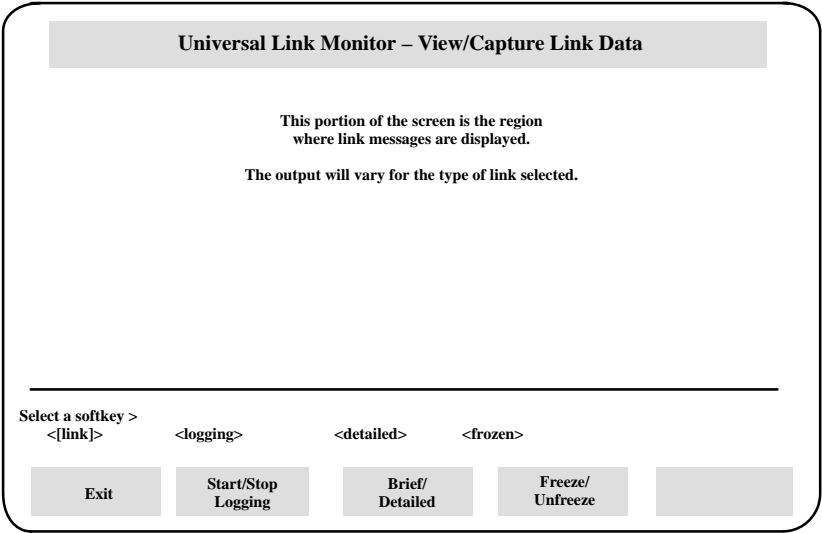 Universal Link Monitor – View/Capture Link Data
This portion of the screen is the region
where link messages are displayed.
The output will vary for the type of link selected.
Select a softkey >
<[link]> <logging> <detailed> <frozen>
Exit
Start/Stop
Logging
Brief/
Detailed
Freeze/
Unfreeze